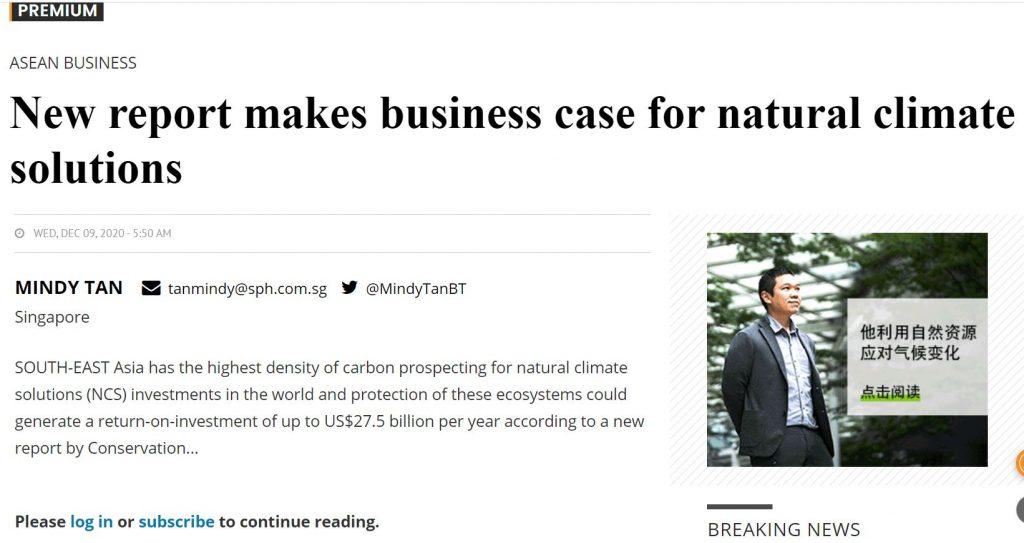 PREMIUM
ASEAN BUSINESS
New report makes business case for natural climate
solutions
WED, DEC 09, 2020 - 5:50 AM
MINDY TAN tanmindy@sph.com.sg @MindyTanBT
Singapore
SOUTH-EAST Asia has the highest density of carbon prospecting for natural climate
solutions (NCS) investments in the world and protection of these ecosystems could
generate a return-on-investment of up to US$27.5 billion per year according to a new
report by Conservation...
Please log in or subscribe to continue reading.
他利用自然资源
应对气候变化
点击阅读
BREAKING NEWS